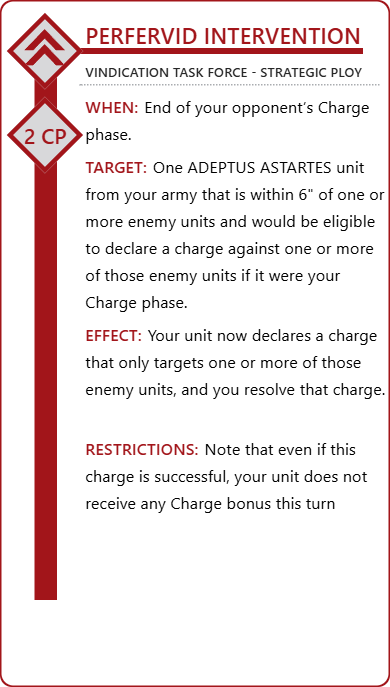 PERFERVID INTERVENTION
VINDICATION TASK FORCE - STRATEGIC PLOY
2 CP
WHEN: End of your opponent’s Charge
phase.
TARGET: One ADEPTUS ASTARTES unit
from your army that is within 6" of one or
more enemy units and would be eligible
to declare a charge against one or more
of those enemy units if it were your
Charge phase.
EFFECT: Your unit now declares a charge
that only targets one or more of those
enemy units, and you resolve that charge.
RESTRICTIONS: Note that even if this
charge is successful, your unit does not
receive any Charge bonus this turn